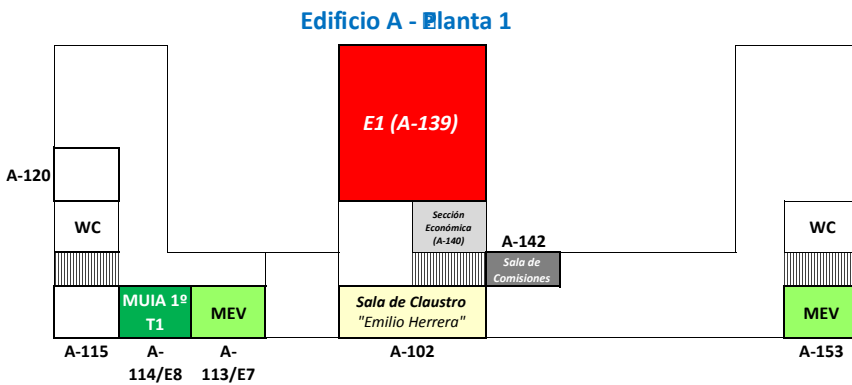 Edificio A - Planta 1
E1 (A-139)
A-120
WC
Sección
Económica
(A-140)
A-142
WC
Sala de
Comisiones
MUIA 1º
T1
MEV
Sala de Claustro
"Emilio Herrera"
MEV
A-115
A-
114/E8
A-
113/E7
A-102
A-153